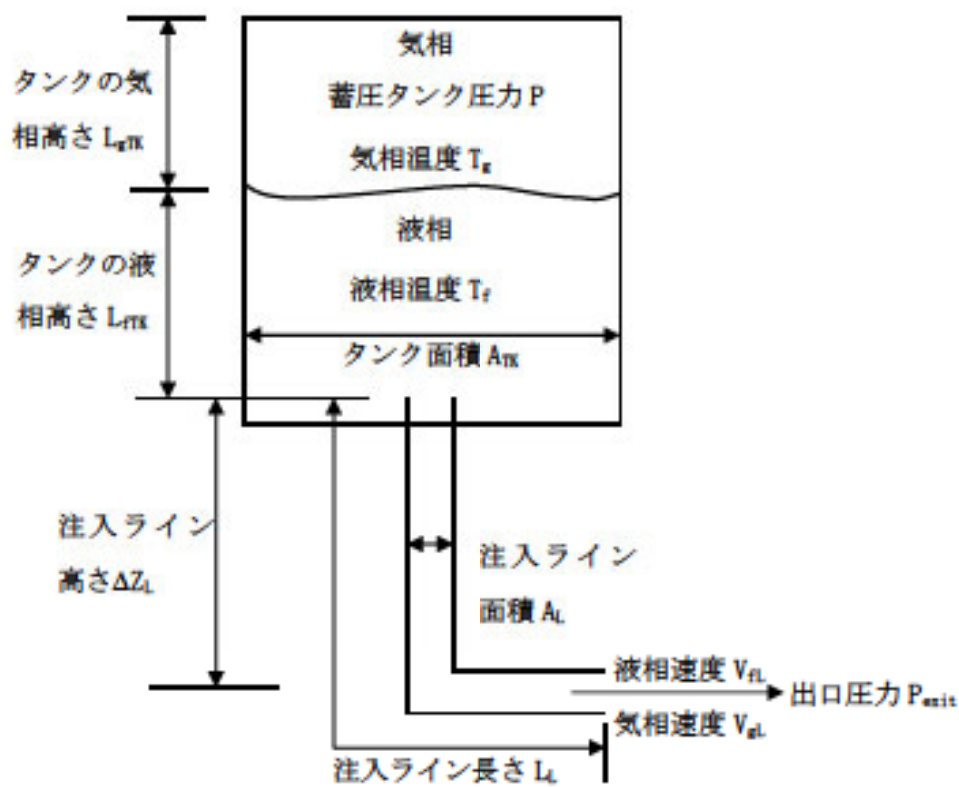 気相
蓄圧タンク圧力 P
気相温度 Tg
タンクの気
相高さ LgTK
液相
液相温度 Tf
タンク面積 ATK
タンクの液
相高さ LfTK
注入ライン
高さΔZL
注入ライン
面積 AL
液相速度 VfL
出口圧力 Pexit
気相速度 VgL
注入ライン長さ LL